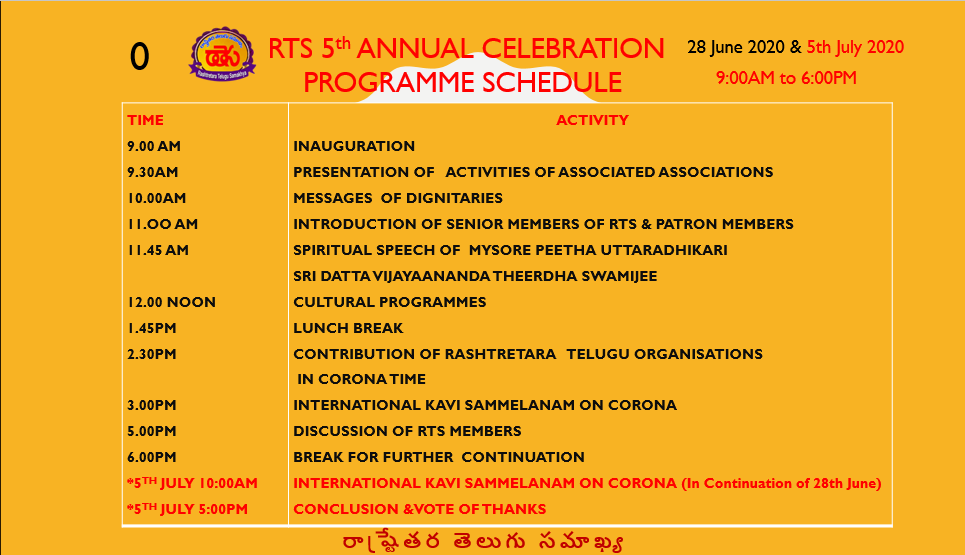 0
RTS 5th ANNUAL CELEBRATION
PROGRAMME SCHEDULE
28 June 2020 & 5th July 2020
9:00AM to 6:00PM
Rashtretara Telugu Samakhya
TIME ACTIVITY
9.00 AM INAUGURATION
9.30AM PRESENTATION OF ACTIVITIES OF ASSOCIATED ASSOCIATIONS
10.00AM MESSAGES OF DIGNITARIES
11.OO AM INTRODUCTION OF SENIOR MEMBERS OF RTS & PATRON MEMBERS
11.45 AM SPIRITUAL SPEECH OF MYSORE PEETHA UTTARADHIKARI
SRI DATTA VIJAYAANANDA THEERDHA SWAMIJEE
12.00 NOON CULTURAL PROGRAMMES
1.45PM LUNCH BREAK
2.30PM CONTRIBUTION OF RASHTRETARA TELUGU ORGANISATIONS
IN CORONA TIME
3.00PM INTERNATIONAL KAVI SAMMELANAM ON CORONA
5.00PM DISCUSSION OF RTS MEMBERS
6.00PM BREAK FOR FURTHER CONTINUATION
*5TH JULY 10:00AM INTERNATIONAL KAVI SAMMELANAM ON CORONA (In Continuation of 28th June)
*5TH JULY 5:00PM CONCLUSION &VOTE OF THANKS
రాష్ట్రేతర తెలుగు సమాఖ్య